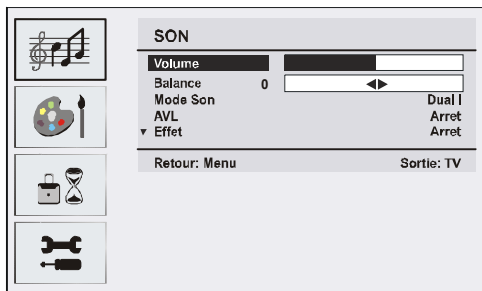 SON
Volume
Balance 0
Mode Son Dual I
AVL Arret
Effet Arret
Retour: Menu Sortie: TV